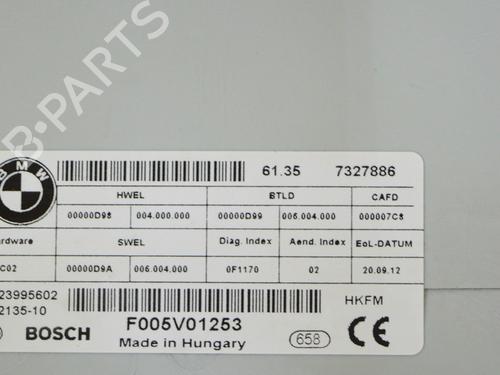 B-PARTS
BMW
61.35 7327886
HWEL BTLD CAFD
00000D98 004.000.000 00000D99 006.004.000 000007C8
ardware SWEL Diag. Index Aend. Index EoL-DATUM
C02 00000D9A 006.004.000 0F1170 02 20.09.12
23995602 HKFM
2135-10
BOSCH F005V01253 658 CE
Made in Hungary